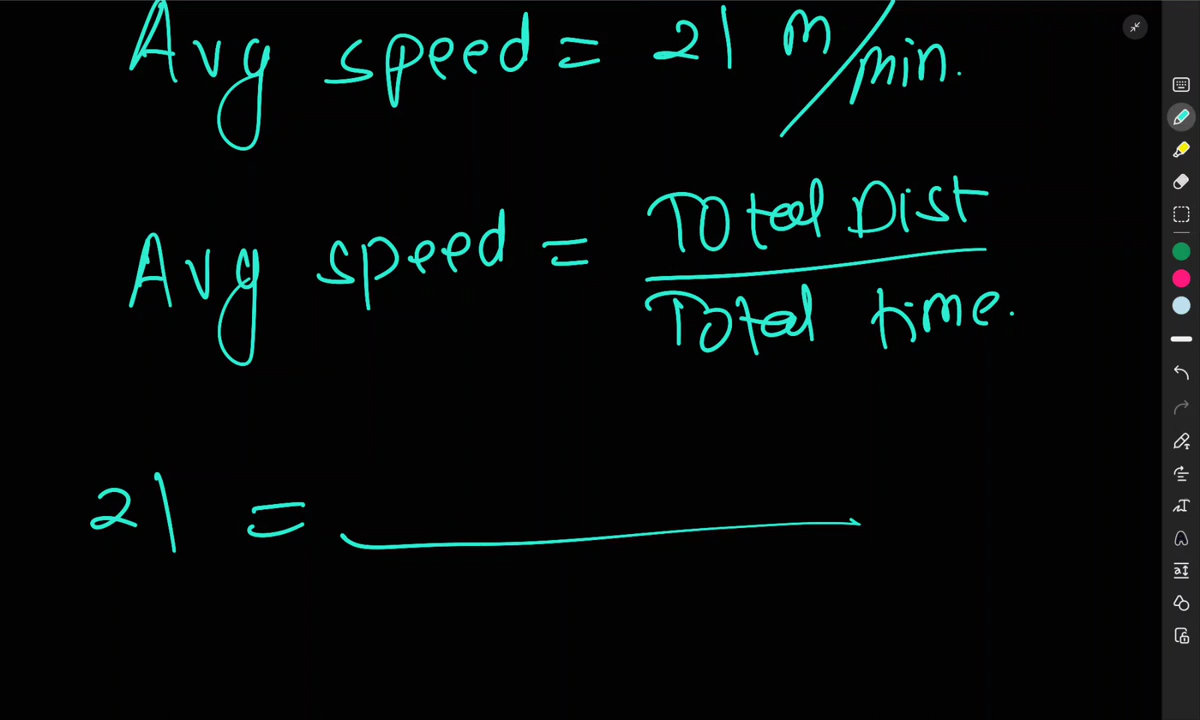 Avg speed = 21 m/min.
Avg speed = Total Dist / Total time.
21 =